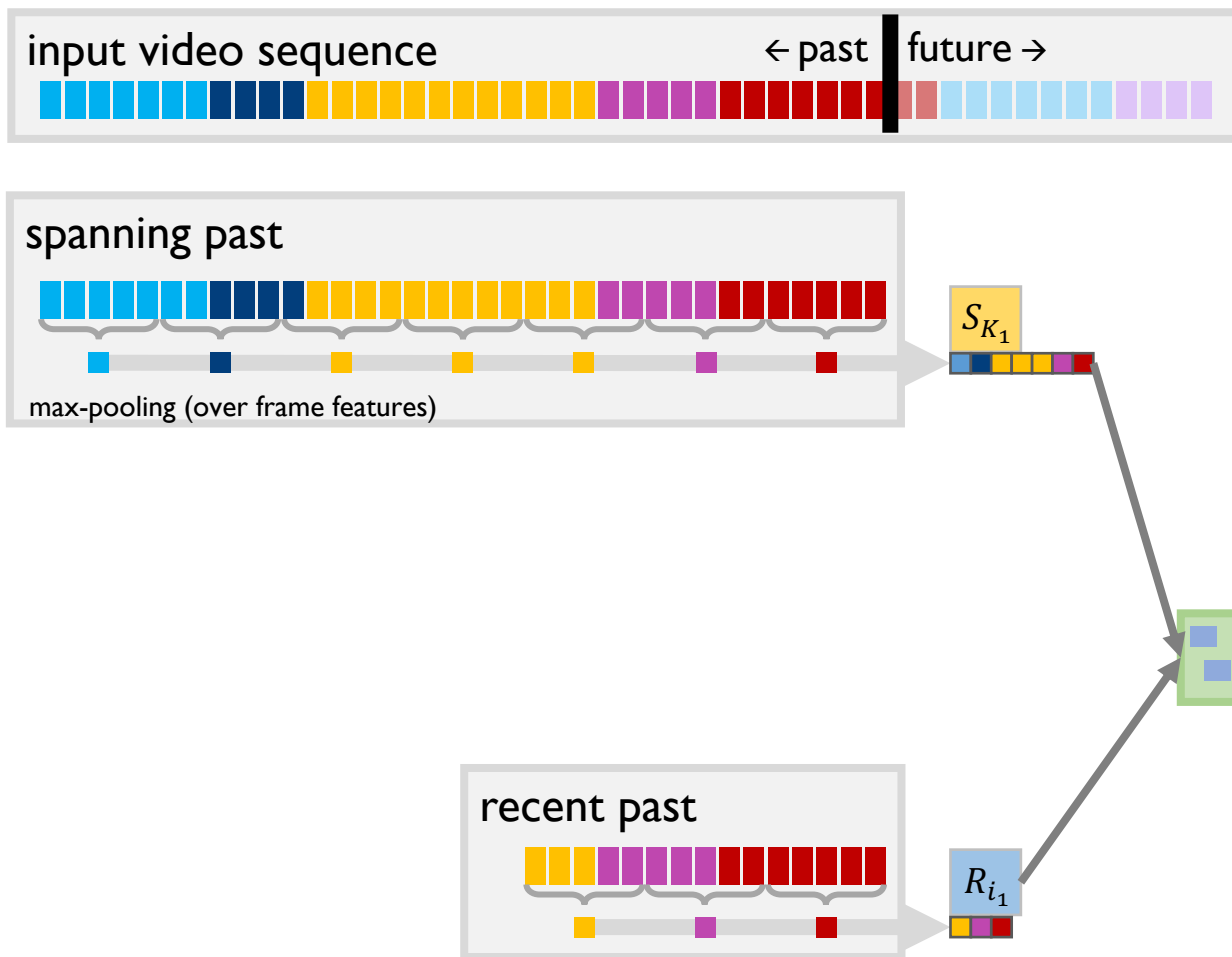 input video sequence
← past
future →
spanning past
max-pooling (over frame features)
S_{K_1}
recent past
R_{i_1}